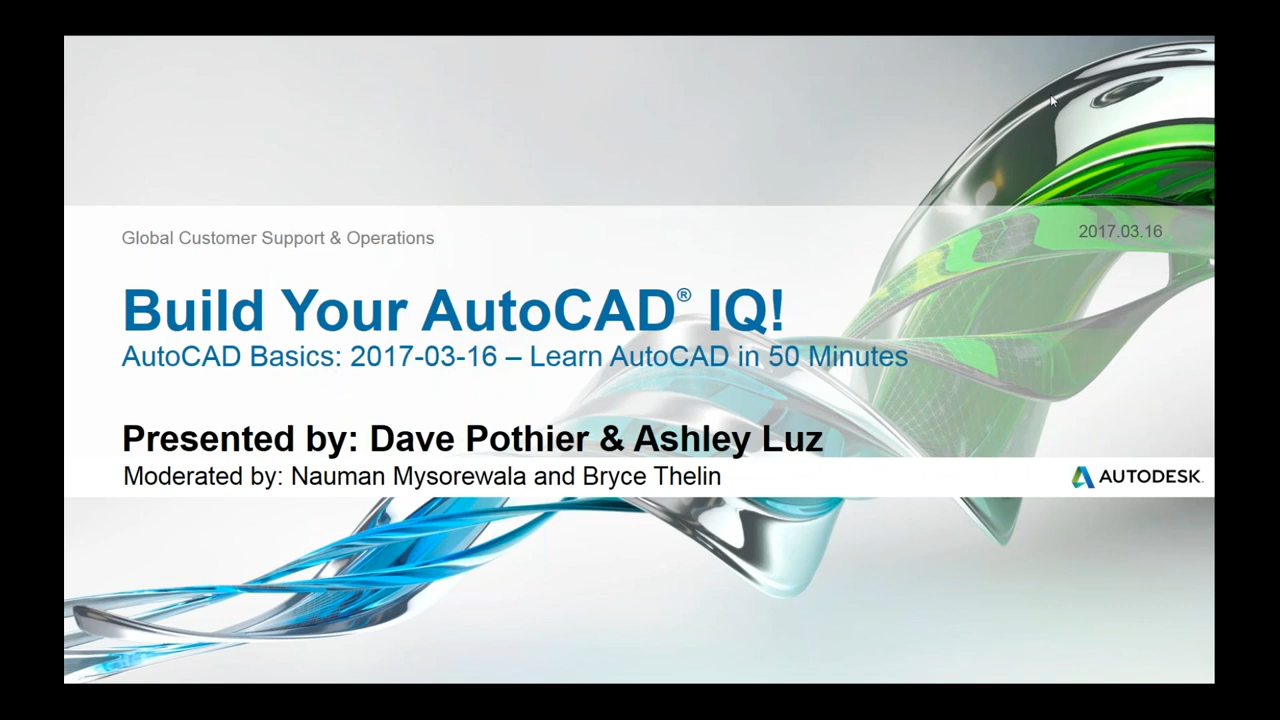 Global Customer Support & Operations
2017.03.16
Build Your AutoCAD® IQ!
AutoCAD Basics: 2017-03-16 – Learn AutoCAD in 50 Minutes
Presented by: Dave Pothier & Ashley Luz
Moderated by: Nauman Mysorewala and Bryce Thelin
AUTODESK.